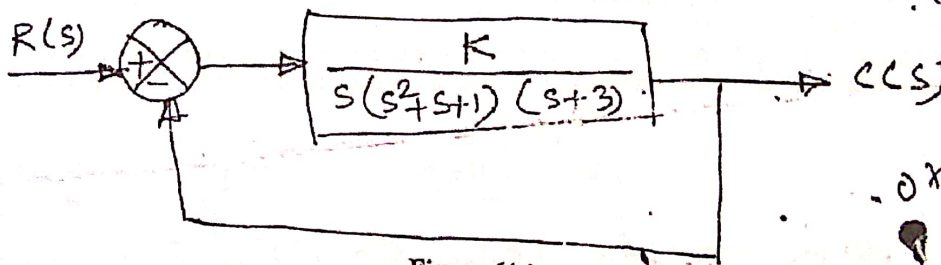 R(S)
+
−
K
S(S²+S+1) (S+3)
C(S)